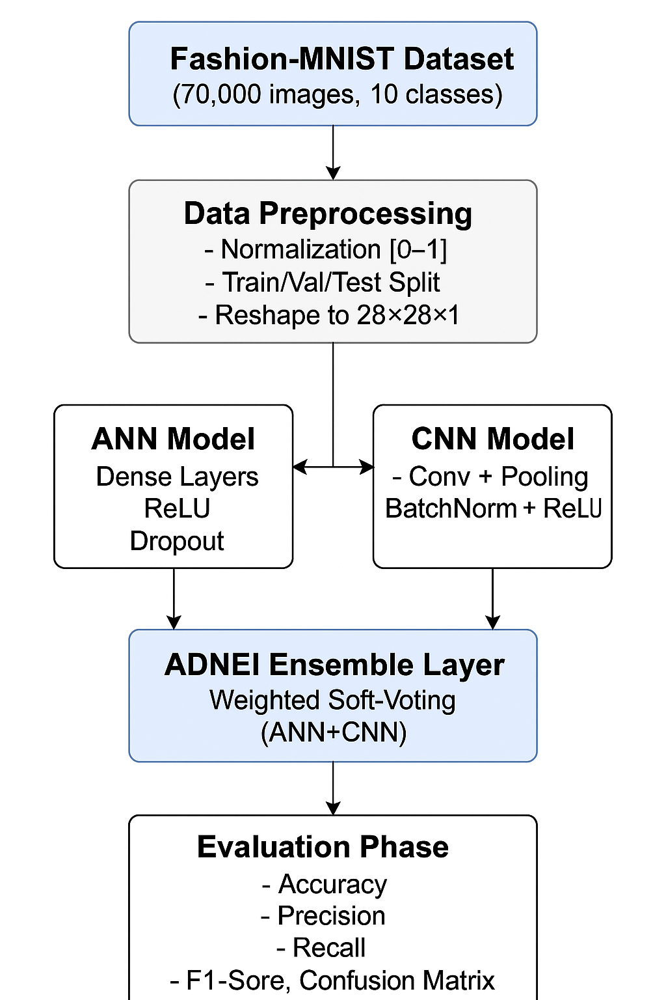 Fashion-MNIST Dataset
(70,000 images, 10 classes)
Data Preprocessing
- Normalization [0–1]
- Train/Val/Test Split
- Reshape to 28×28×1
ANN Model
Dense Layers
ReLU
Dropout
CNN Model
- Conv + Pooling
BatchNorm + ReLU
ADNEI Ensemble Layer
Weighted Soft-Voting
(ANN+CNN)
Evaluation Phase
- Accuracy
- Precision
- Recall
- F1-Sore, Confusion Matrix